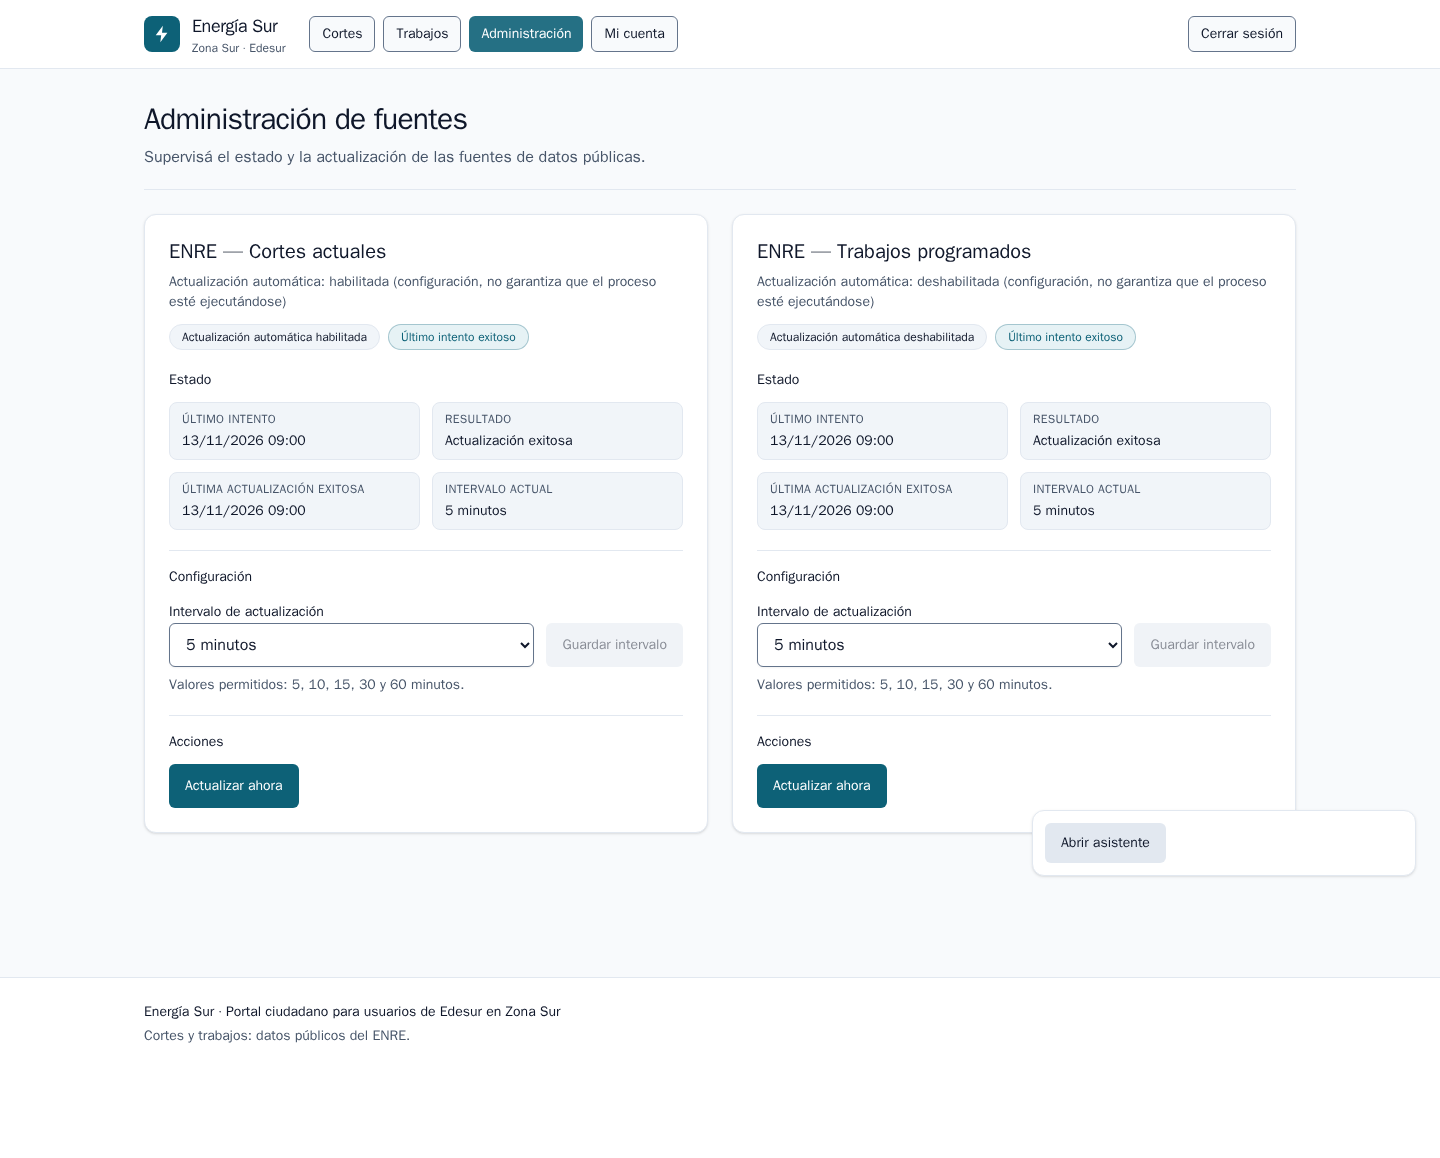 Energía Sur
Zona Sur · Edesur
Cortes
Trabajos
Administración
Mi cuenta
Cerrar sesión
Administración de fuentes
Supervisá el estado y la actualización de las fuentes de datos públicas.
ENRE — Cortes actuales
Actualización automática: habilitada (configuración, no garantiza que el proceso
esté ejecutándose)
Actualización automática habilitada
Último intento exitoso
Estado
ÚLTIMO INTENTO
13/11/2026 09:00
RESULTADO
Actualización exitosa
ÚLTIMA ACTUALIZACIÓN EXITOSA
13/11/2026 09:00
INTERVALO ACTUAL
5 minutos
Configuración
Intervalo de actualización
5 minutos
Guardar intervalo
Valores permitidos: 5, 10, 15, 30 y 60 minutos.
Acciones
Actualizar ahora
ENRE — Trabajos programados
Actualización automática: deshabilitada (configuración, no garantiza que el proceso
esté ejecutándose)
Actualización automática deshabilitada
Último intento exitoso
Estado
ÚLTIMO INTENTO
13/11/2026 09:00
RESULTADO
Actualización exitosa
ÚLTIMA ACTUALIZACIÓN EXITOSA
13/11/2026 09:00
INTERVALO ACTUAL
5 minutos
Configuración
Intervalo de actualización
5 minutos
Guardar intervalo
Valores permitidos: 5, 10, 15, 30 y 60 minutos.
Acciones
Actualizar ahora
Abrir asistente
Energía Sur · Portal ciudadano para usuarios de Edesur en Zona Sur
Cortes y trabajos: datos públicos del ENRE.